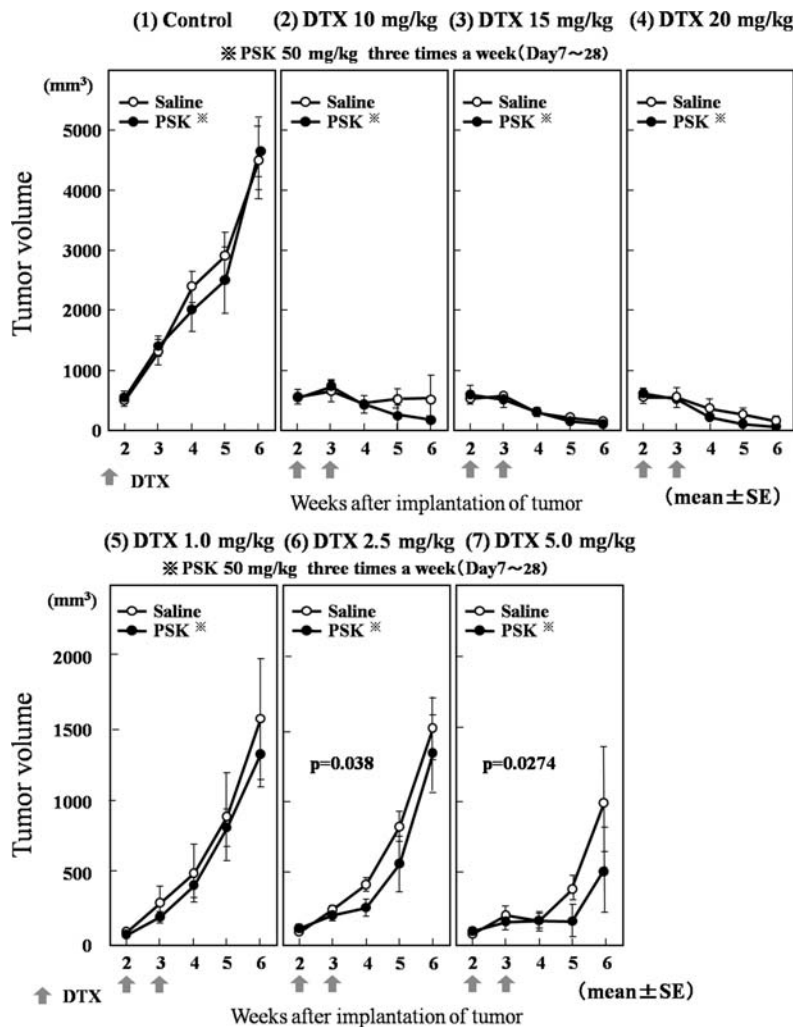 (1) Control (2) DTX 10 mg/kg (3) DTX 15 mg/kg (4) DTX 20 mg/kg
※ PSK 50 mg/kg three times a week(Day7~28)
(mm³)
Saline Saline Saline Saline
PSK ※ PSK ※ PSK ※ PSK ※
5000
4000
3000
2000
1000
0
Tumor volume
2 3 4 5 6 2 3 4 5 6 2 3 4 5 6 2 3 4 5 6
DTX
Weeks after implantation of tumor (mean±SE)
(5) DTX 1.0 mg/kg (6) DTX 2.5 mg/kg (7) DTX 5.0 mg/kg
※ PSK 50 mg/kg three times a week(Day7~28)
(mm³)
Saline Saline Saline
PSK ※ PSK ※ PSK ※
2000
1500
p=0.038 p=0.0274
1000
500
0
Tumor volume
2 3 4 5 6 2 3 4 5 6 2 3 4 5 6
DTX (mean±SE)
Weeks after implantation of tumor